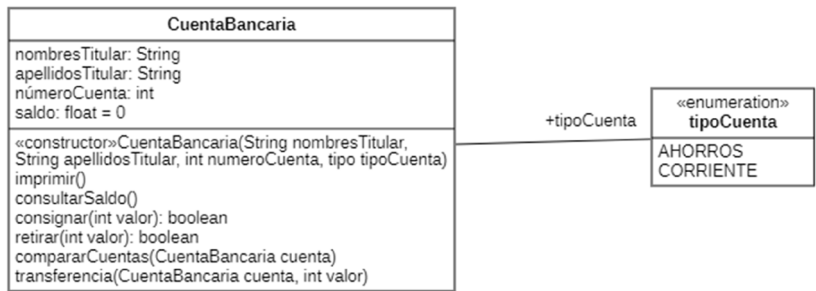 CuentaBancaria
nombresTitular: String
apellidosTitular: String
númeroCuenta: int
saldo: float = 0
«constructor»CuentaBancaria(String nombresTitular,
String apellidosTitular, int numeroCuenta, tipo tipoCuenta)
imprimir()
consultarSaldo()
consignar(int valor): boolean
retirar(int valor): boolean
compararCuentas(CuentaBancaria cuenta)
transferencia(CuentaBancaria cuenta, int valor)
+tipoCuenta
«enumeration»
tipoCuenta
AHORROS
CORRIENTE